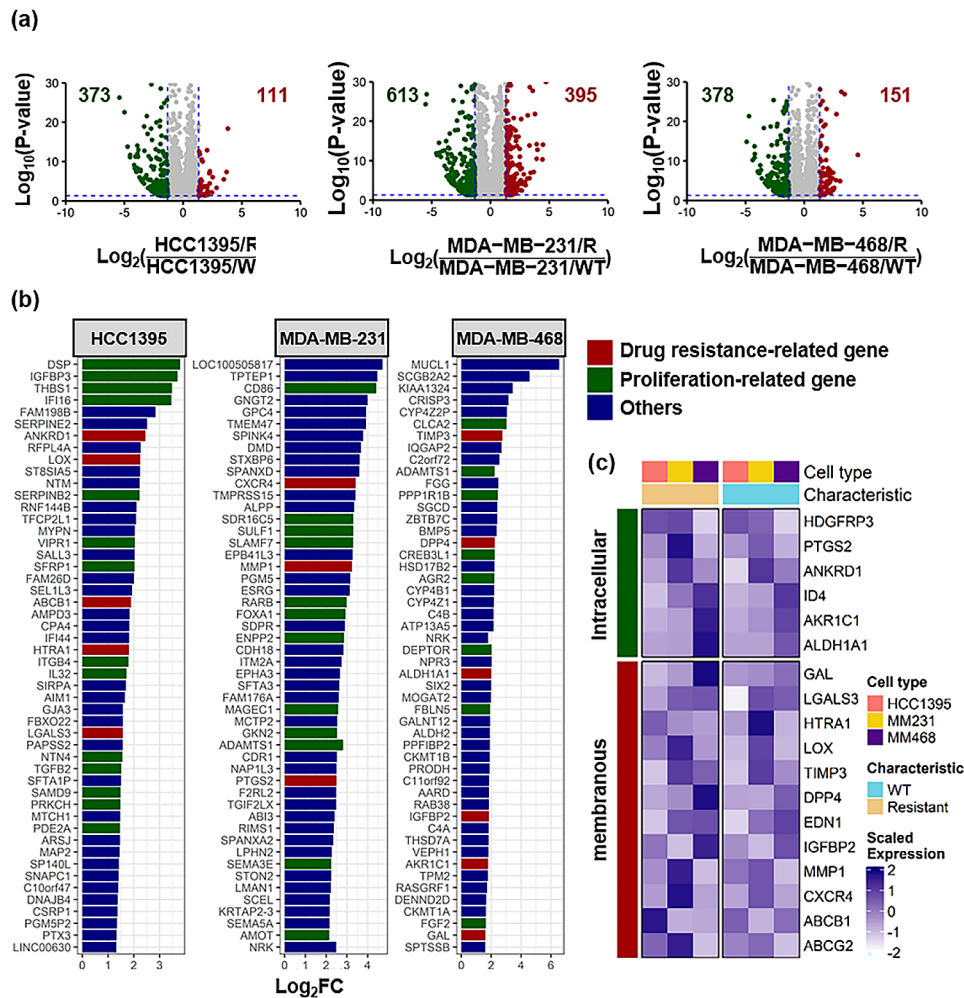 (a)
Log10(P-value)
30
20
10
0
373
111
-10
-5
0
5
10
Log2(HCC1395/R
HCC1395/W
Log10(P-value)
30
20
10
0
613
395
-10
-5
0
5
10
Log2(MDA-MB-231/R
MDA-MB-231/WT)
Log10(P-value)
30
20
10
0
378
151
-10
-5
0
5
10
Log2(MDA-MB-468/R
MDA-MB-468/WT)
(b)
HCC1395
DSP
IGFBP3
THBS1
IFI16
FAM198B
SERPINE2
ANKRD1
RFPL4A
LOX
ST8SIA5
NTM
SERPINB2
RNF144B
TFCP2L1
MYPN
VIPR1
SALL3
SFRP1
FAM26D
SEL1L3
ABCB1
AMPD3
CPA4
IFI44
HTRA1
ITGB4
IL32
SIRPA
AIM1
GJA3
FBXO22
LGALS3
PAPSS2
NTN4
TGFB2
SFTA1P
SAMD9
PRKCH
MTCH1
PDE2A
ARSJ
MAP2
SP140L
SNAPC1
C10orf47
DNAJB4
CSRP1
PGM5P2
PTX3
LINC00630
0
1
2
3
MDA-MB-231
LOC100505817
TPTEP1
CD86
GNGT2
GPC4
TMEM47
SPINK4
DMD
STXBP6
SPANXD
CXCR4
TMPRSS15
ALPP
SDR16C5
SULF1
SLAMF7
EPB41L3
MMP1
PGM5
ESRG
RARB
FOXA1
SDPR
ENPP2
CDH18
ITM2A
EPHA3
SFTA3
FAM176A
MAGEC1
MCTP2
GKN2
ADAMTS1
CDR1
NAP1L3
PTGS2
F2RL2
TGIF2LX
ABI3
RIMS1
SPANXA2
LPHN2
SEMA3E
STON2
LMAN1
SCEL
KRTAP2-3
SEMA5A
AMOT
NRK
0
1
2
.3
4
Log2FC
MDA-MB-468
MUCL1
SCGB2A2
KIAA1324
CRISP3
CYP4Z2P
CLCA2
TIMP3
IQGAP2
C2orf72
ADAMTS1
FGG
PPP1R1B
SGCD
ZBTB7C
BMP5
DPP4
CREB3L1
HSD17B2
AGR2
CYP4B1
CYP4Z1
C4B
ATP13A5
NRK
DEPTOR
NPR3
ALDH1A1
SIX2
MOGAT2
FBLN5
GALNT12
ALDH2
PPFIBP2
CKMT1B
PRODH
C11orf92
AARD
RAB38
IGFBP2
C4A
THSD7A
VEPH1
AKR1C1
TPM2
RASGRF1
DENND2D
CKMT1A
FGF2
GAL
SPTSSB
0
2
4
6
Drug resistance-related gene
Proliferation-related gene
Others
(c)
Cell type
Characteristic
Intracellular
HDGFRP3
PTGS2
ANKRD1
ID4
AKR1C1
ALDH1A1
membranous
GAL
LGALS3
HTRA1
LOX
TIMP3
DPP4
EDN1
IGFBP2
MMP1
CXCR4
ABCB1
ABCG2
Cell type
HCC1395
MM231
MM468
Characteristic
WT
Resistant
Scaled
Expression
2
1
0
-1
-2